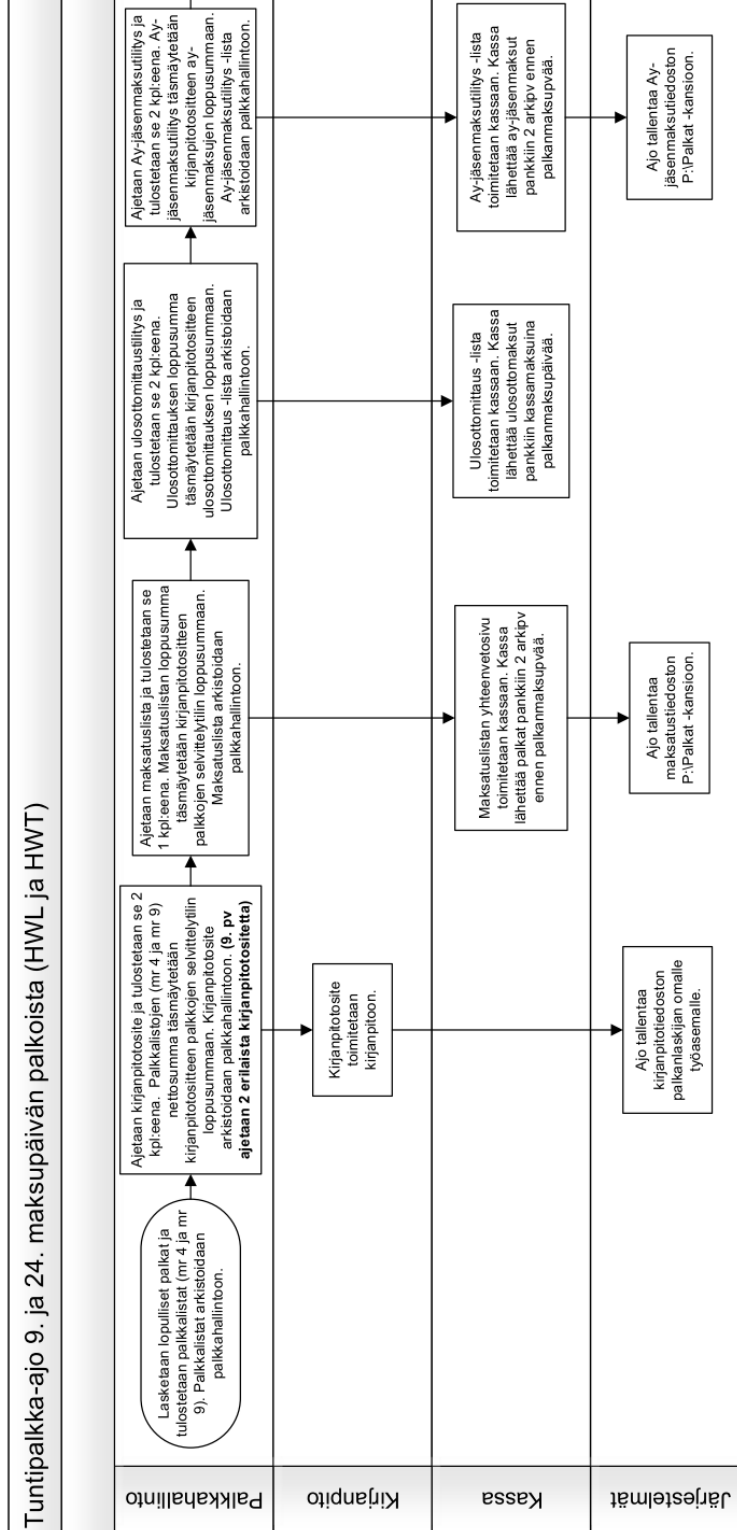 Tuntipalkka-ajo 9. ja 24. maksupäivän palkoista (HWL ja HWT)
Palkkahallinto
Lasketaan lopulliset palkat ja
tulostetaan palkkalistat (mr 4 ja mr
9). Palkkalistat arkistoidaan
palkkahallintoon.
Ajetaan kirjanpitotosite ja tulostetaan se 2
kpl:eena. Palkkalistojen (mr 4 ja mr 9)
nettosumma täsmäytetään
kirjanpitotositteen palkkojen selvittelytilin
loppusummaan. Kirjanpitotosite
arkistoidaan palkkahallintoon. (9. pv
ajetaan 2 erilaista kirjanpitotositetta)
Ajetaan maksatuslista ja tulostetaan se
1 kpl:eena. Maksatuslistan loppusumma
täsmäytetään kirjanpitotositteen
palkkojen selvittelytilin loppusummaan.
Maksatuslista arkistoidaan
palkkahallintoon.
Ajetaan ulosottomittaustilitys ja
tulostetaan se 2 kpl:eena.
Ulosottomittauksen loppusumma
täsmäytetään kirjanpitotositteen
ulosottomittauksen loppusummaan.
Ulosottomittaus -lista arkistoidaan
palkkahallintoon.
Ajetaan Ay-jäsenmaksutilitys ja
tulostetaan se 2 kpl:eena. Ay-
jäsenmaksutilitys täsmäytetään
kirjanpitotositteen ay-
jäsenmaksujen loppusummaan.
Ay-jäsenmaksutilitys -lista
arkistoidaan palkkahallintoon.
Kirjanpito
Kirjanpitotosite
toimitetaan
kirjanpitoon.
Kassa
Maksatuslistan yhteenvetosivu
toimitetaan kassaan. Kassa
lähettää palkat pankkiin 2 arkipv
ennen palkanmaksupvää.
Ulosottomittaus -lista
toimitetaan kassaan. Kassa
lähettää ulosottomaksut
pankkiin kassamaksuina
palkanmaksupäivää.
Ay-jäsenmaksutilitys -lista
toimitetaan kassaan. Kassa
lähettää ay-jäsenmaksut
pankkiin 2 arkipv ennen
palkanmaksupvää.
Järjestelmät
Ajo tallentaa
kirjanpitotiedoston
palkanlaskijan omalle
työasemalle.
Ajo tallentaa
maksatustiedoston
P:\Palkat -kansioon.
Ajo tallentaa Ay-
jäsenmaksutiedoston
P:\Palkat -kansioon.